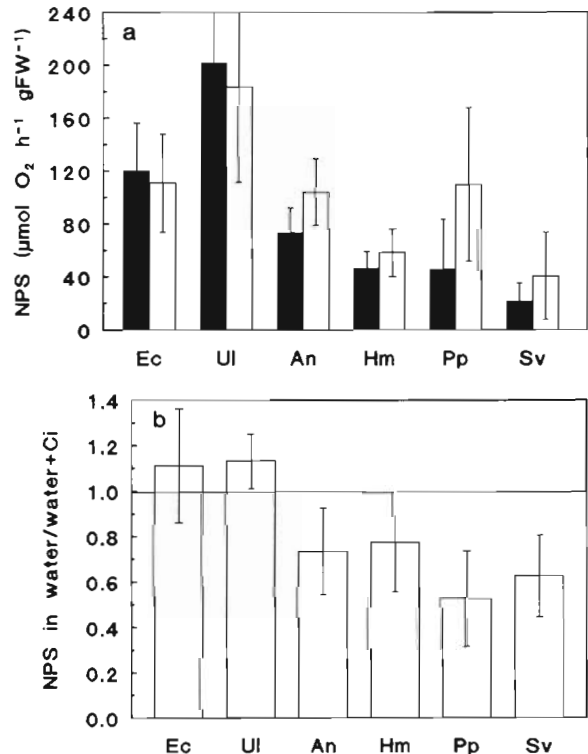 a
NPS (µmol O₂ h⁻¹ gFW⁻¹)
240
200
160
120
80
40
0
Ec Ul An Hm Pp Sv
b
NPS in water/water+Ci
1.4
1.2
1.0
0.8
0.6
0.4
0.2
0.0
Ec Ul An Hm Pp Sv